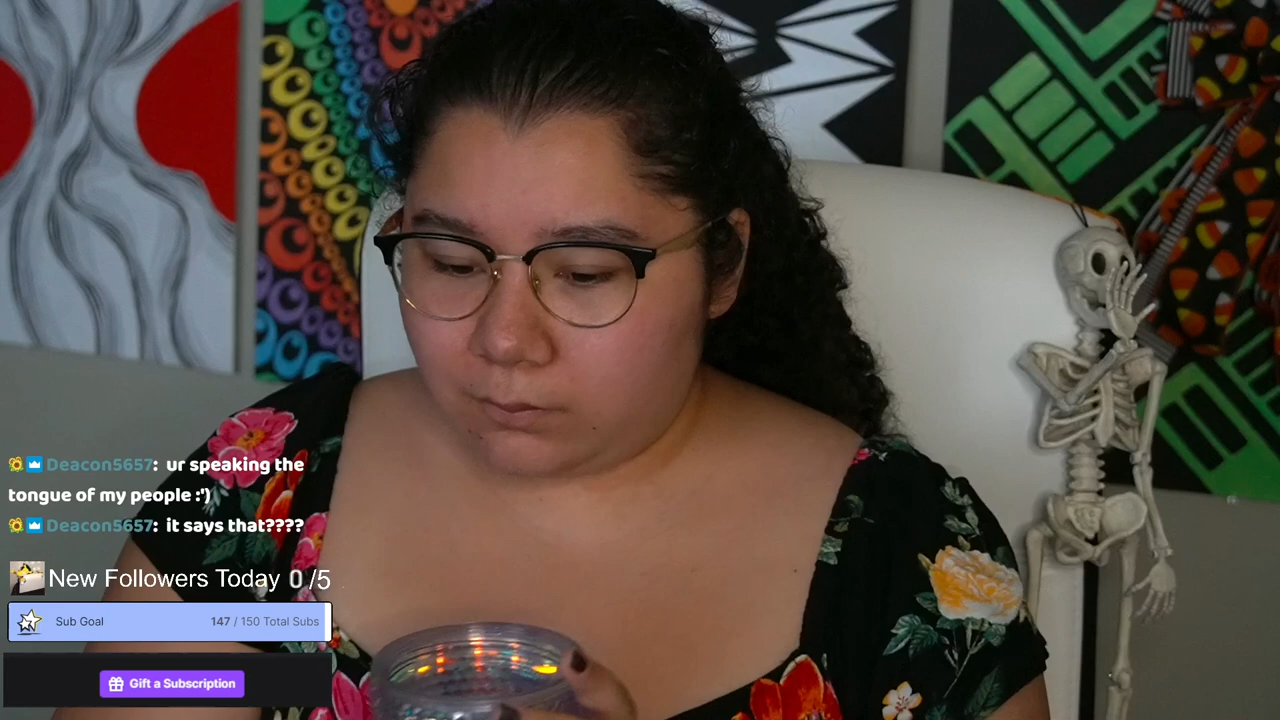 Deacon5657: ur speaking the
tongue of my people :')
Deacon5657: it says that????
New Followers Today 0 /5
Sub Goal 147 / 150 Total Subs
Gift a Subscription